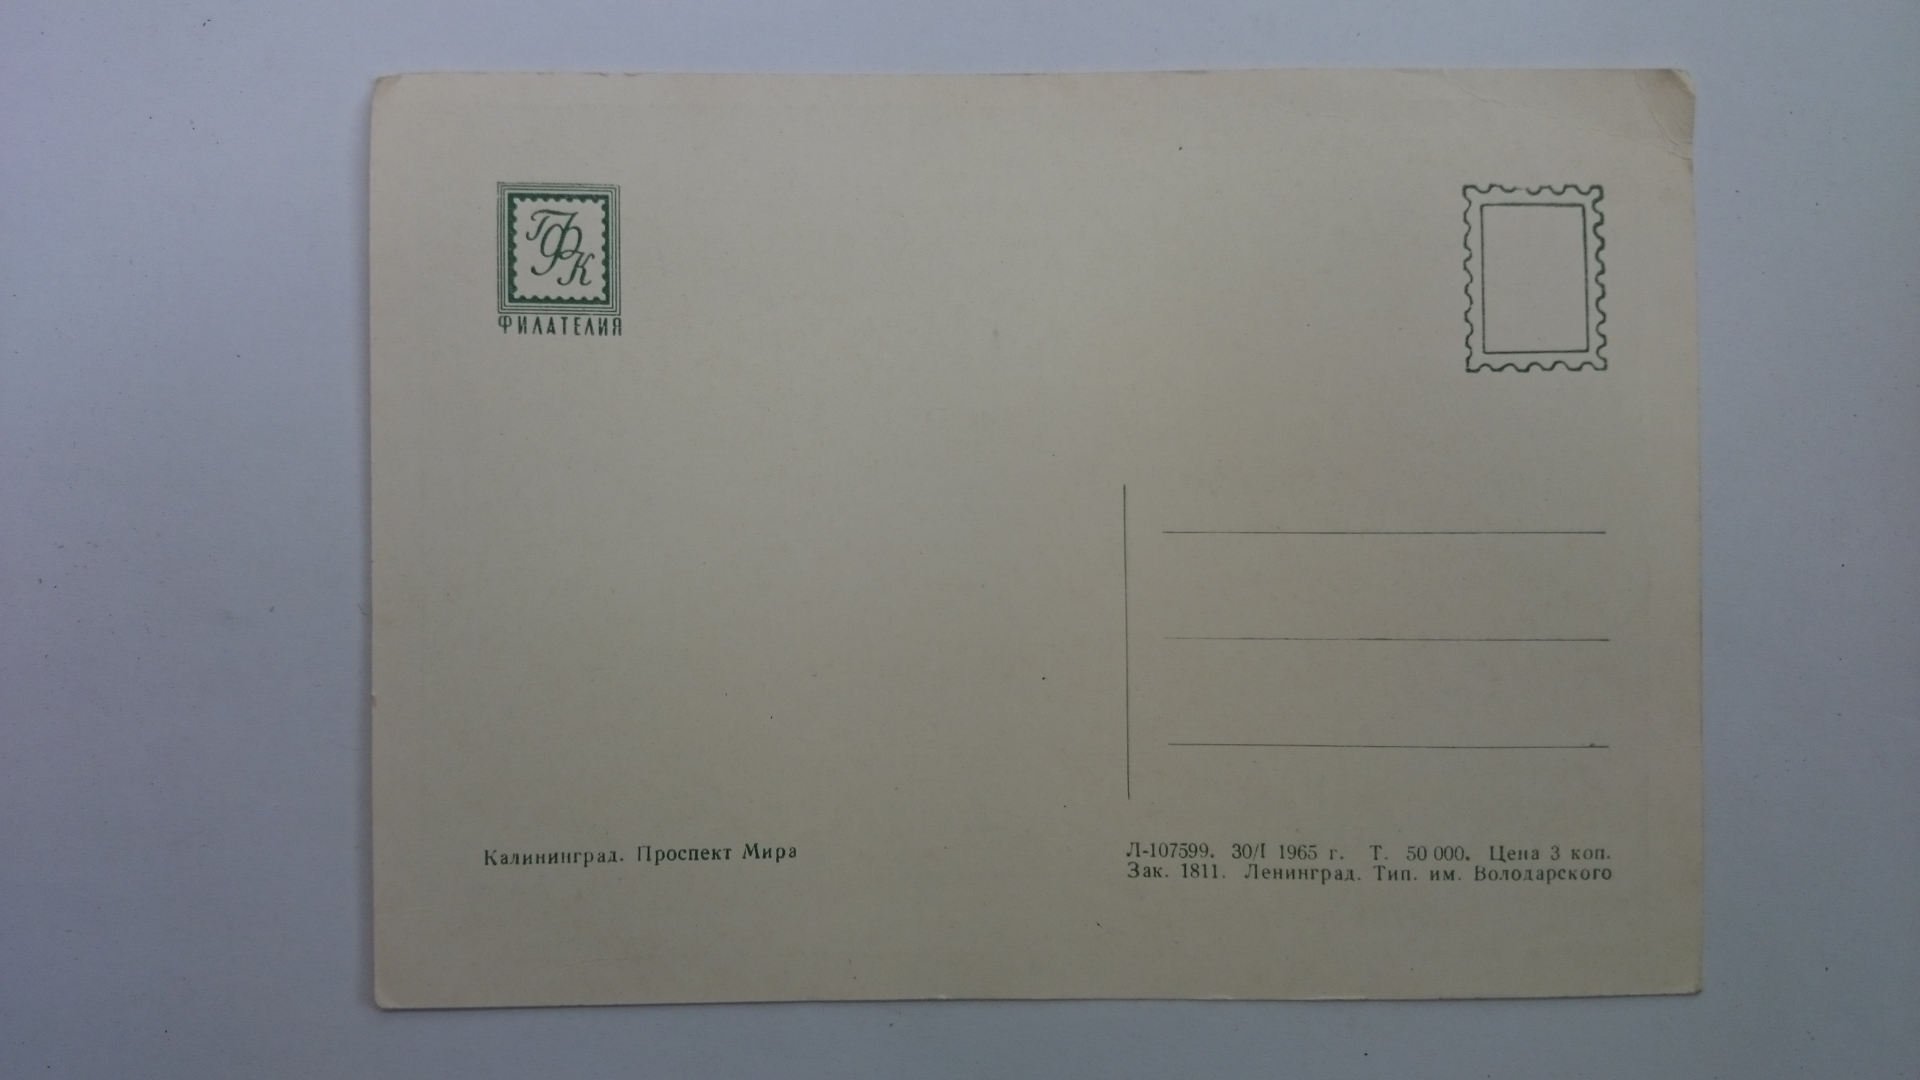 ГФК
ФИЛАТЕЛИЯ
Калининград. Проспект Мира
Л-107599. 30/I 1965 г. Т. 50 000. Цена 3 коп.
Зак. 1811. Ленинград. Тип. им. Володарского